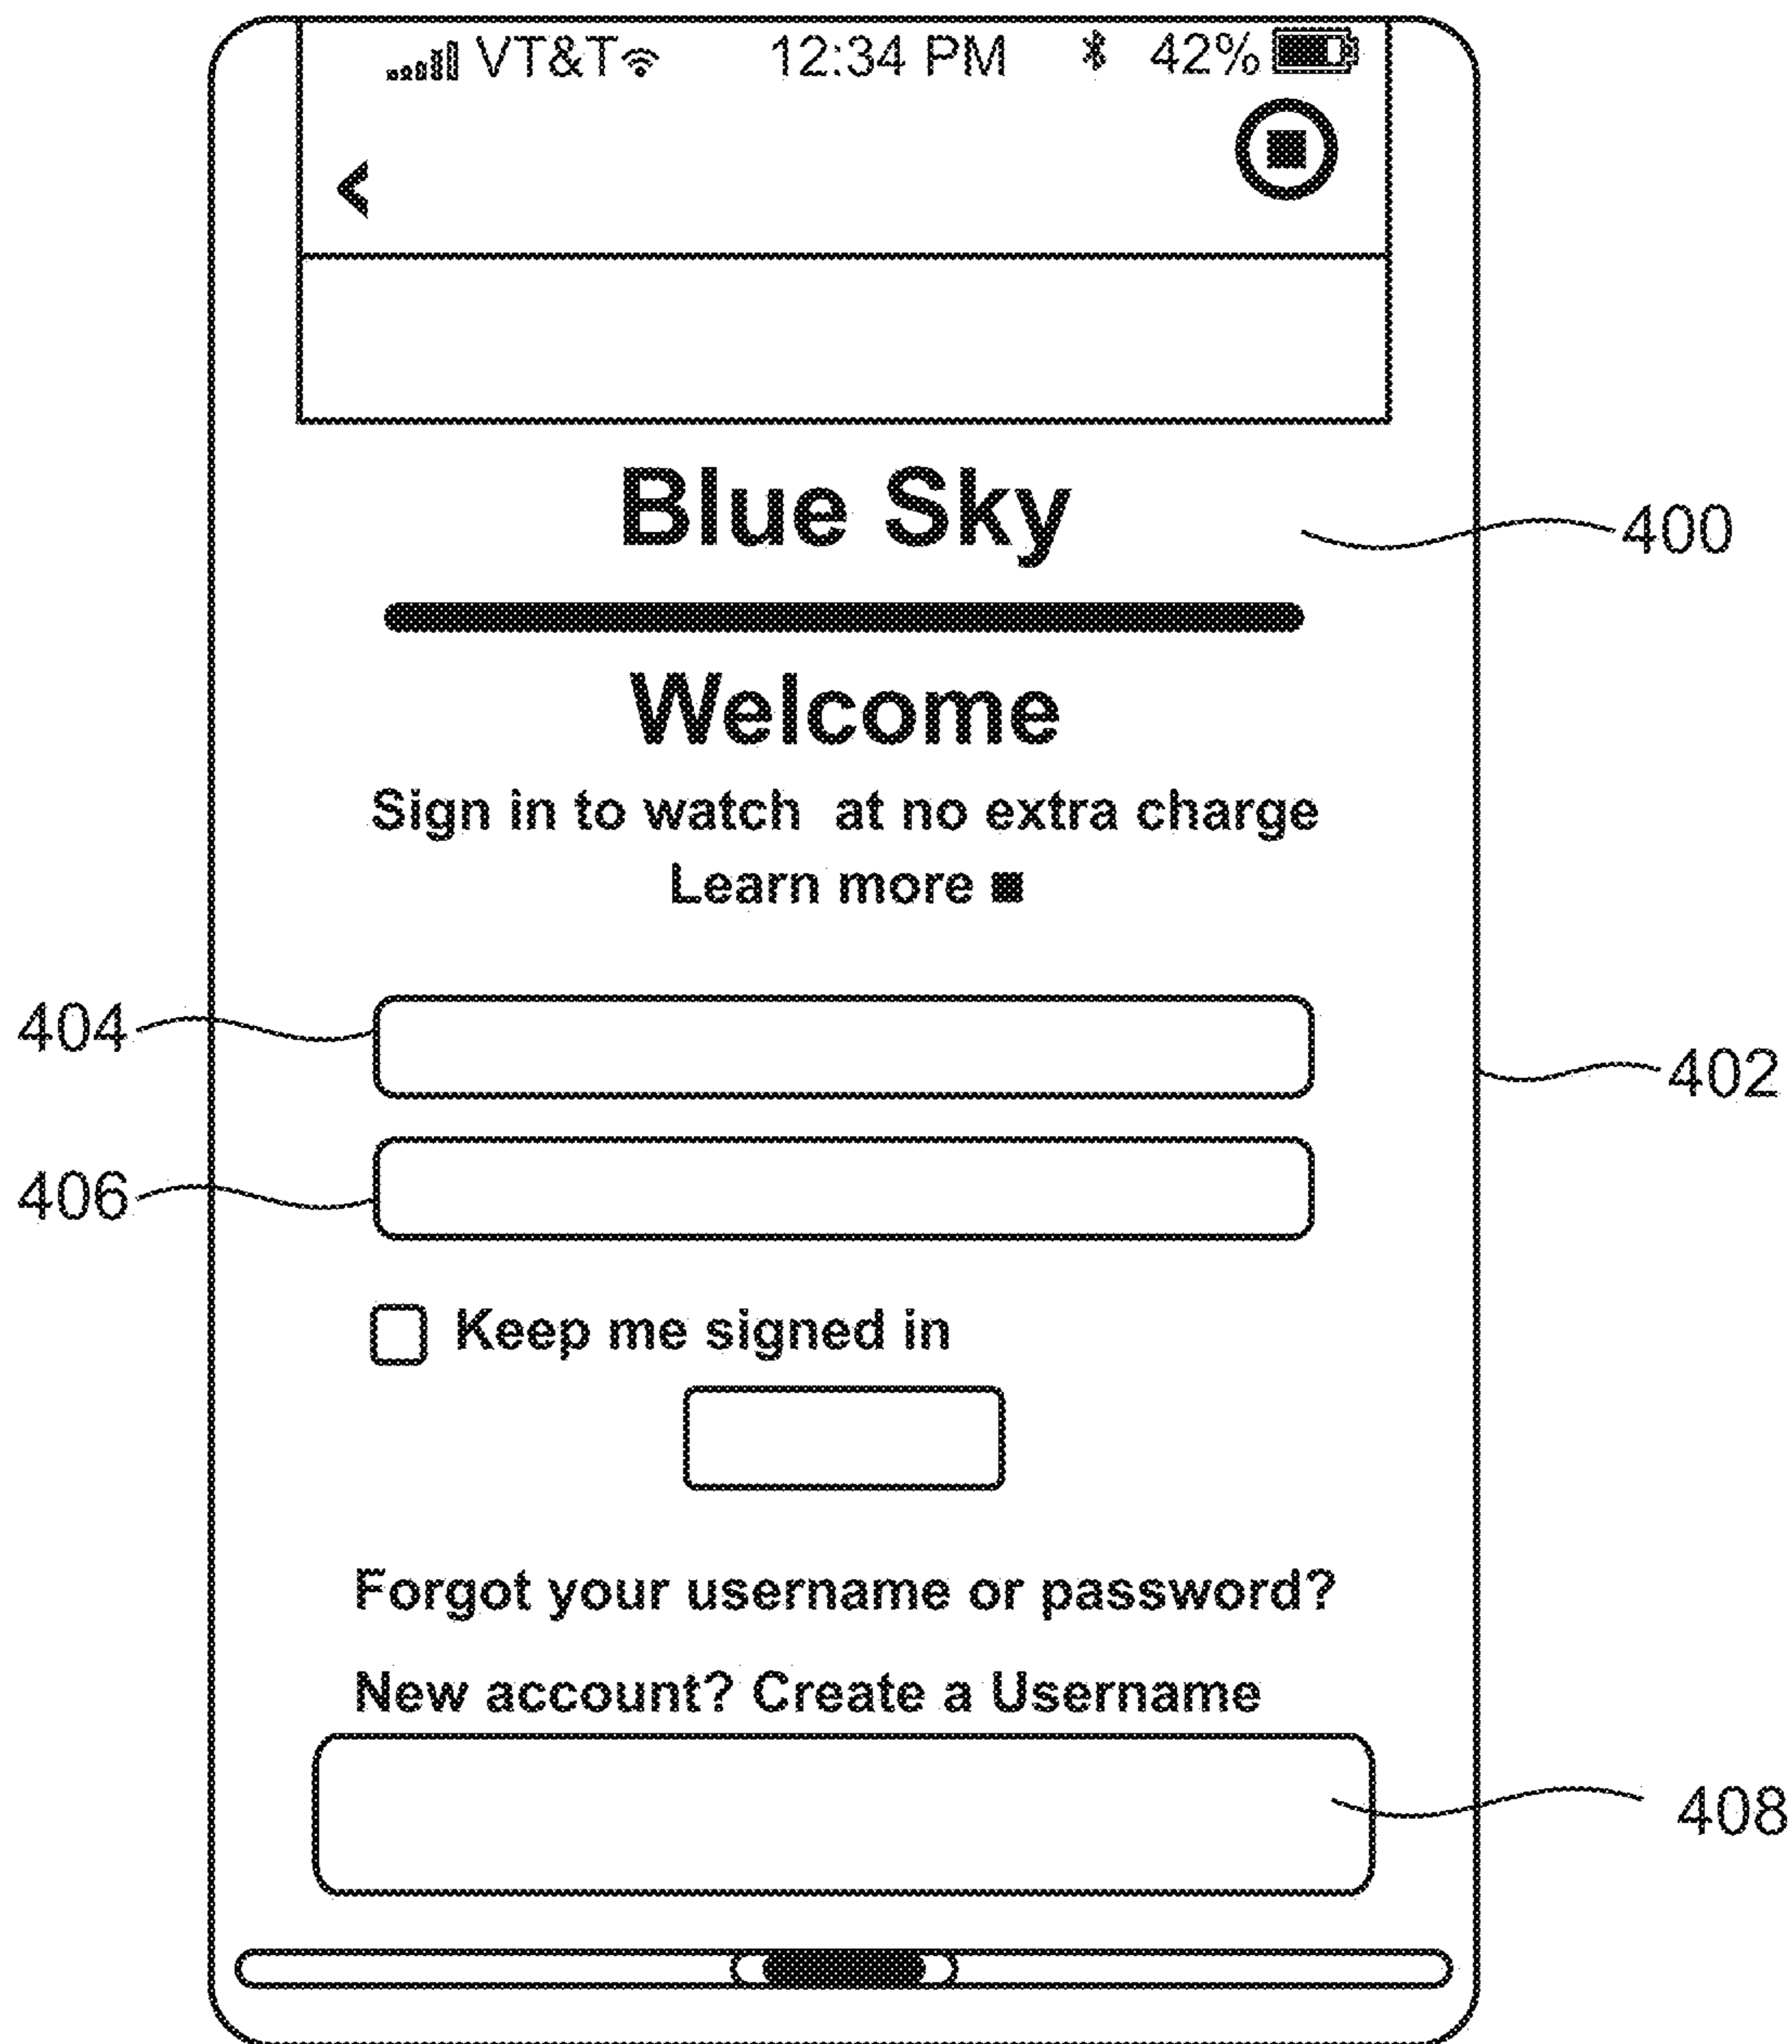 VT&T 12:34 PM 42%
Blue Sky
400
Welcome
Sign in to watch at no extra charge
Learn more
404
402
406
Keep me signed in
Forgot your username or password?
New account? Create a Username
408